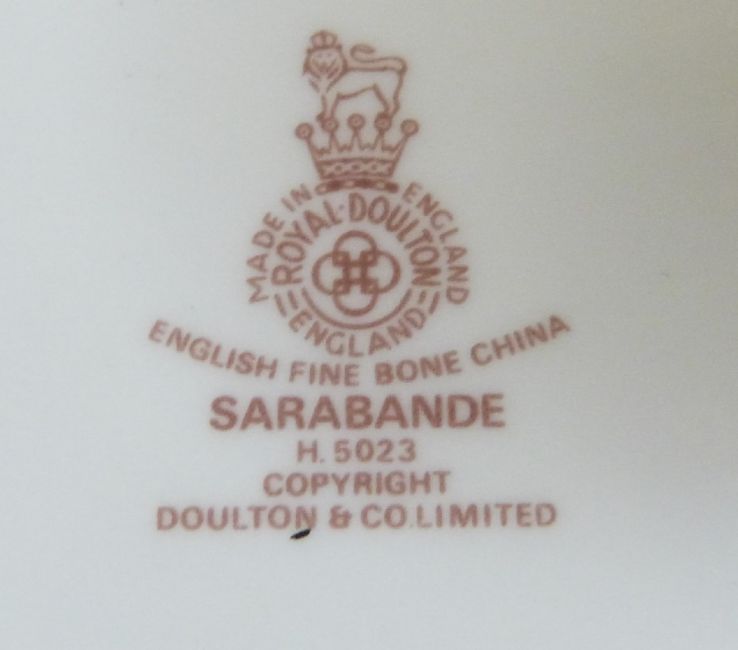 MADE IN ENGLAND
ROYAL·DOULTON
ENGLAND
ENGLISH FINE BONE CHINA
SARABANDE
H. 5023
COPYRIGHT
DOULTON & CO.LIMITED